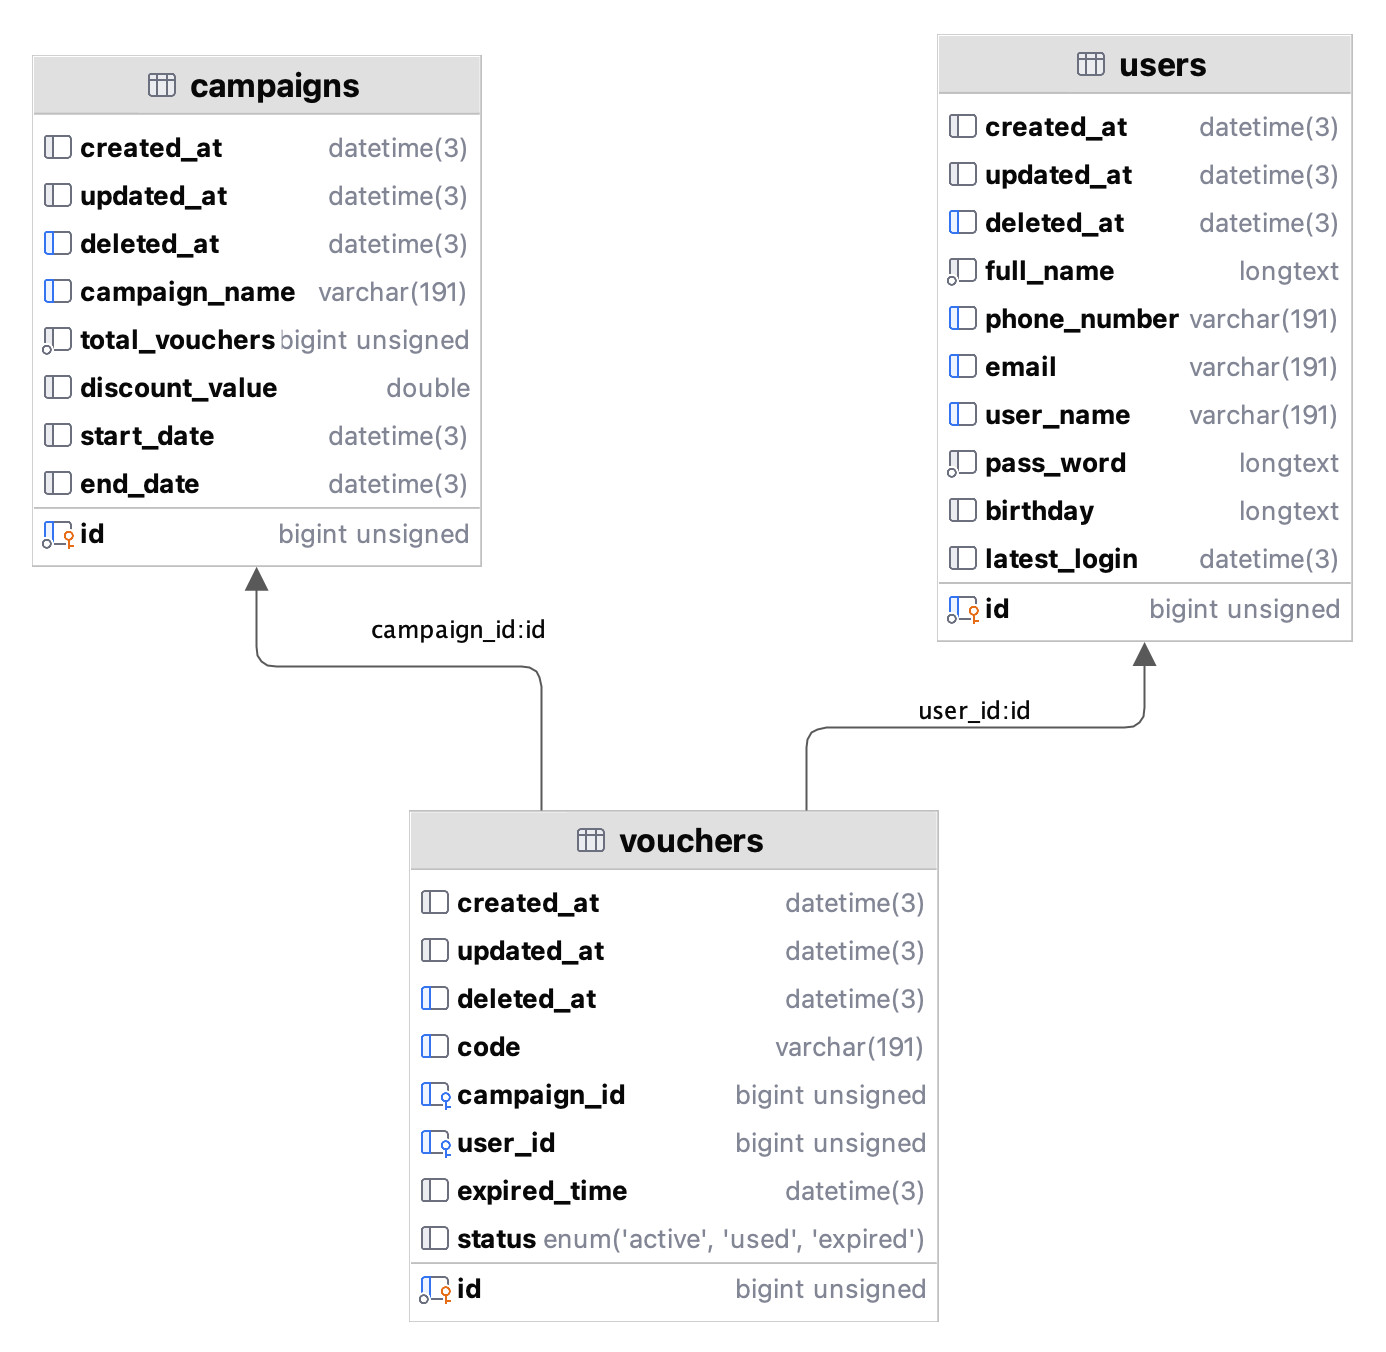 campaigns
created_at datetime(3)
updated_at datetime(3)
deleted_at datetime(3)
campaign_name varchar(191)
total_vouchers bigint unsigned
discount_value double
start_date datetime(3)
end_date datetime(3)
id bigint unsigned
users
created_at datetime(3)
updated_at datetime(3)
deleted_at datetime(3)
full_name longtext
phone_number varchar(191)
email varchar(191)
user_name varchar(191)
pass_word longtext
birthday longtext
latest_login datetime(3)
id bigint unsigned
campaign_id:id
user_id:id
vouchers
created_at datetime(3)
updated_at datetime(3)
deleted_at datetime(3)
code varchar(191)
campaign_id bigint unsigned
user_id bigint unsigned
expired_time datetime(3)
status enum('active', 'used', 'expired')
id bigint unsigned